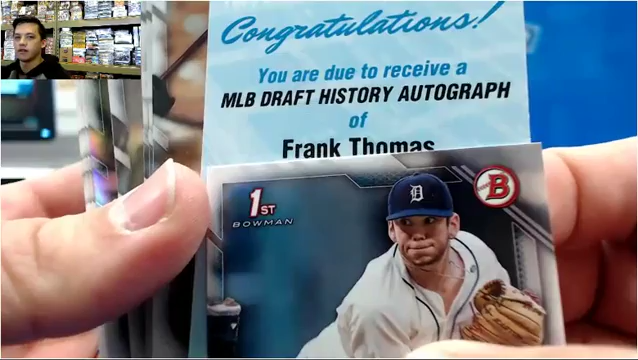 Congratulations!
You are due to receive a
MLB DRAFT HISTORY AUTOGRAPH
of
Frank Thomas
1ST
BOWMAN
B
D